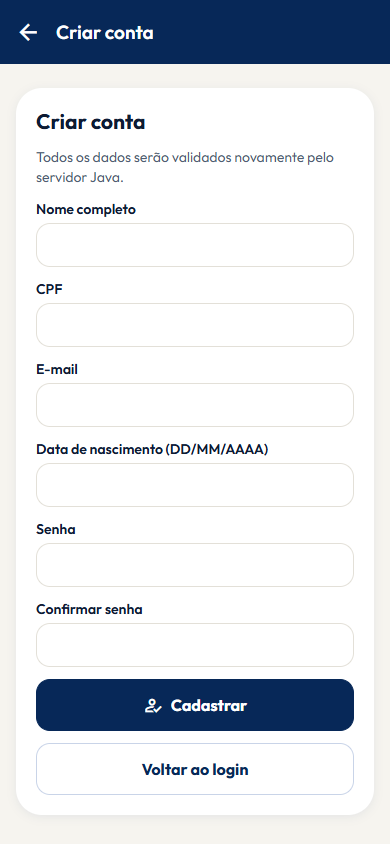 Criar conta
Criar conta
Todos os dados serão validados novamente pelo
servidor Java.
Nome completo
CPF
E-mail
Data de nascimento (DD/MM/AAAA)
Senha
Confirmar senha
Cadastrar
Voltar ao login